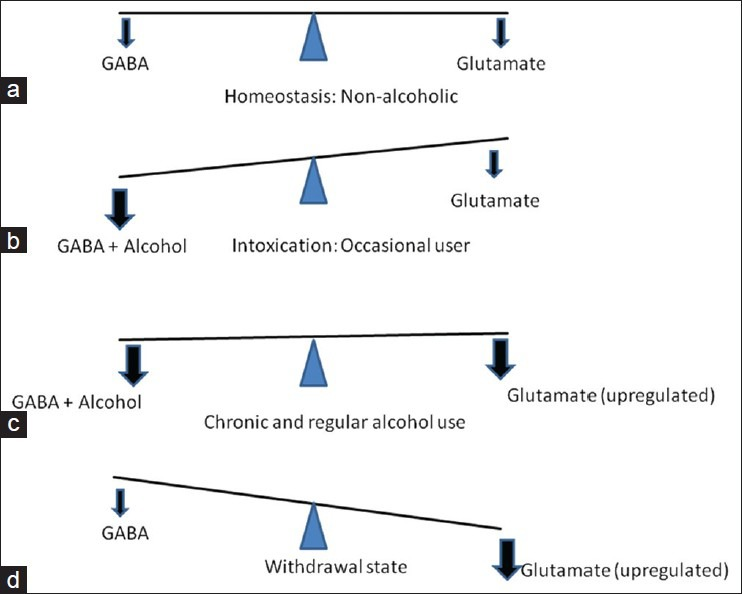 GABA
Glutamate
Homeostasis: Non-alcoholic
a
Glutamate
GABA + Alcohol
Intoxication: Occasional user
b
GABA + Alcohol
Glutamate (upregulated)
Chronic and regular alcohol use
c
GABA
Withdrawal state
Glutamate (upregulated)
d